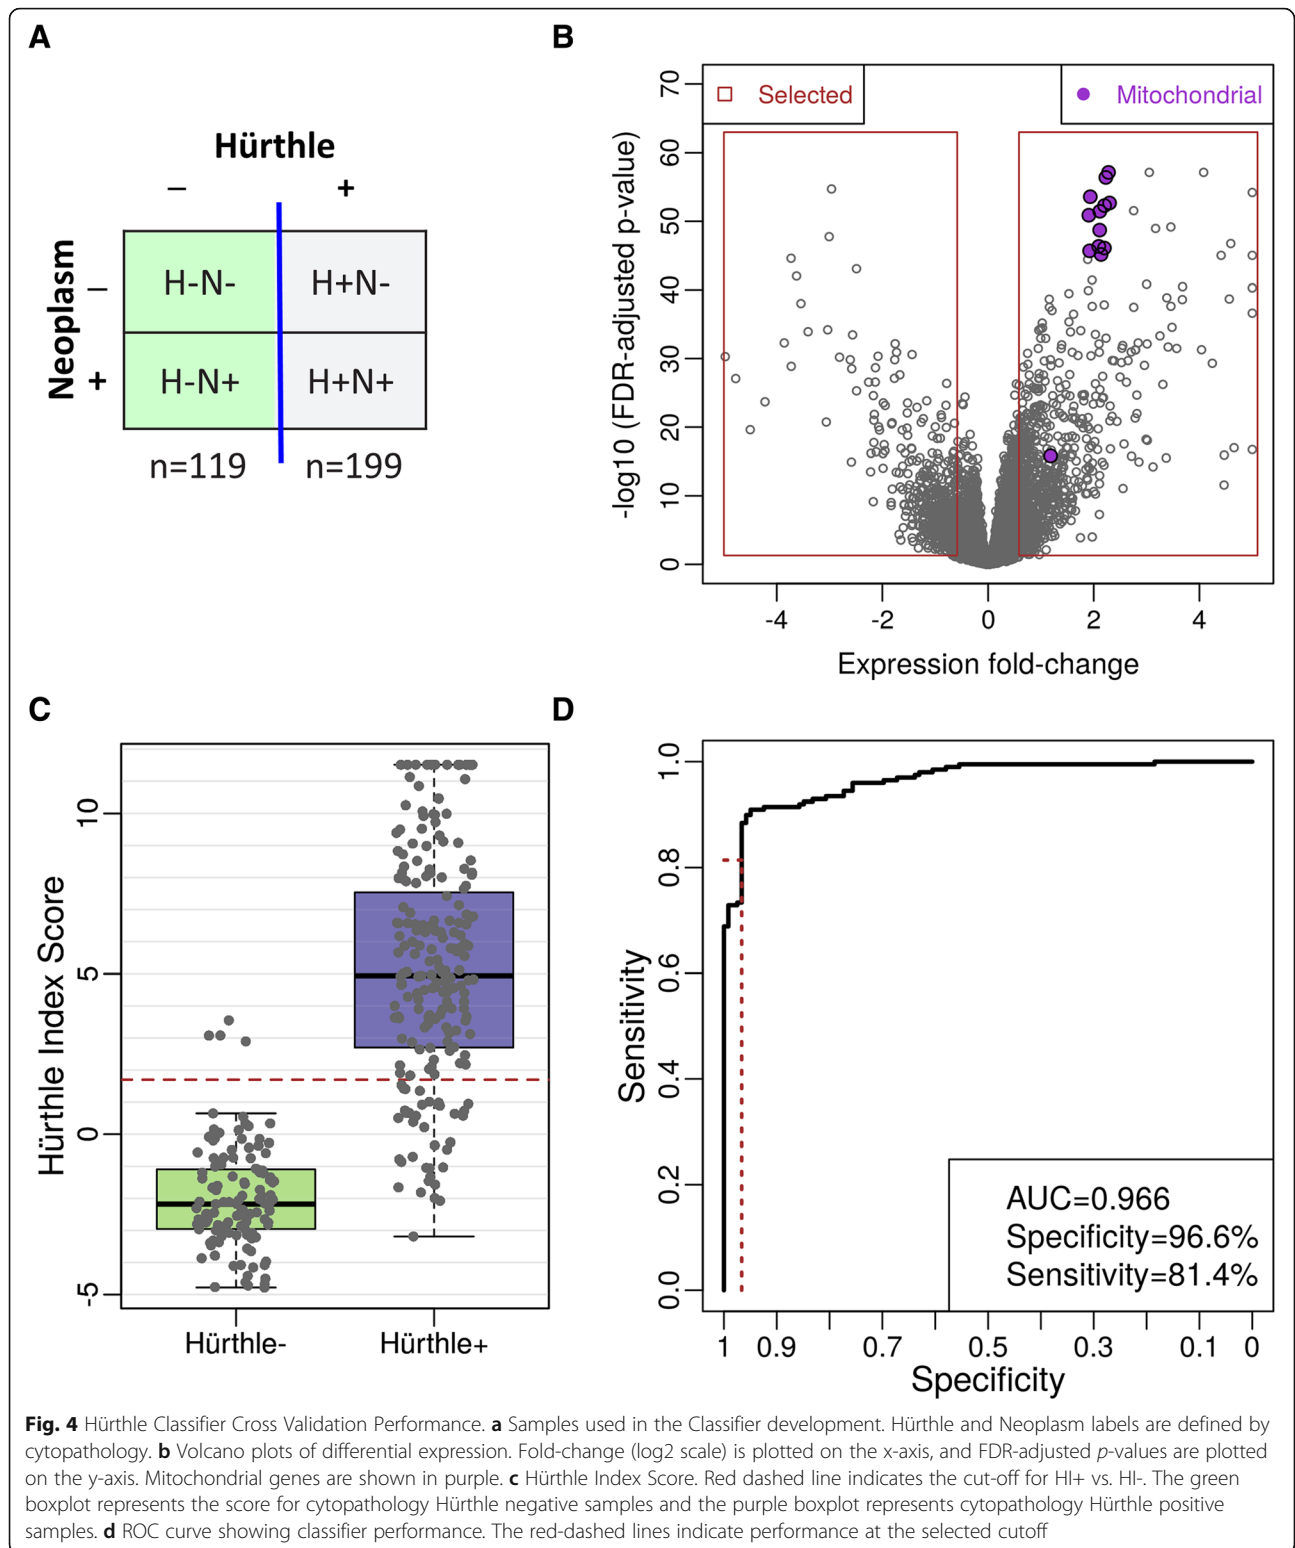 A
Hürthle
– +
Neoplasm
–
H-N- H+N-
+
H-N+ H+N+
n=119 n=199
B
Selected
Mitochondrial
-log10 (FDR-adjusted p-value)
70
60
50
40
30
20
10
0
-4 -2 0 2 4
Expression fold-change
C
Hürthle Index Score
10
5
0
-5
Hürthle- Hürthle+
D
Sensitivity
1.0
0.8
0.6
0.4
0.2
0.0
AUC=0.966
Specificity=96.6%
Sensitivity=81.4%
1 0.9 0.7 0.5 0.3 0.1 0
Specificity
Fig. 4 Hürthle Classifier Cross Validation Performance. a Samples used in the Classifier development. Hürthle and Neoplasm labels are defined by
cytopathology. b Volcano plots of differential expression. Fold-change (log2 scale) is plotted on the x-axis, and FDR-adjusted p-values are plotted
on the y-axis. Mitochondrial genes are shown in purple. c Hürthle Index Score. Red dashed line indicates the cut-off for HI+ vs. HI-. The green
boxplot represents the score for cytopathology Hürthle negative samples and the purple boxplot represents cytopathology Hürthle positive
samples. d ROC curve showing classifier performance. The red-dashed lines indicate performance at the selected cutoff